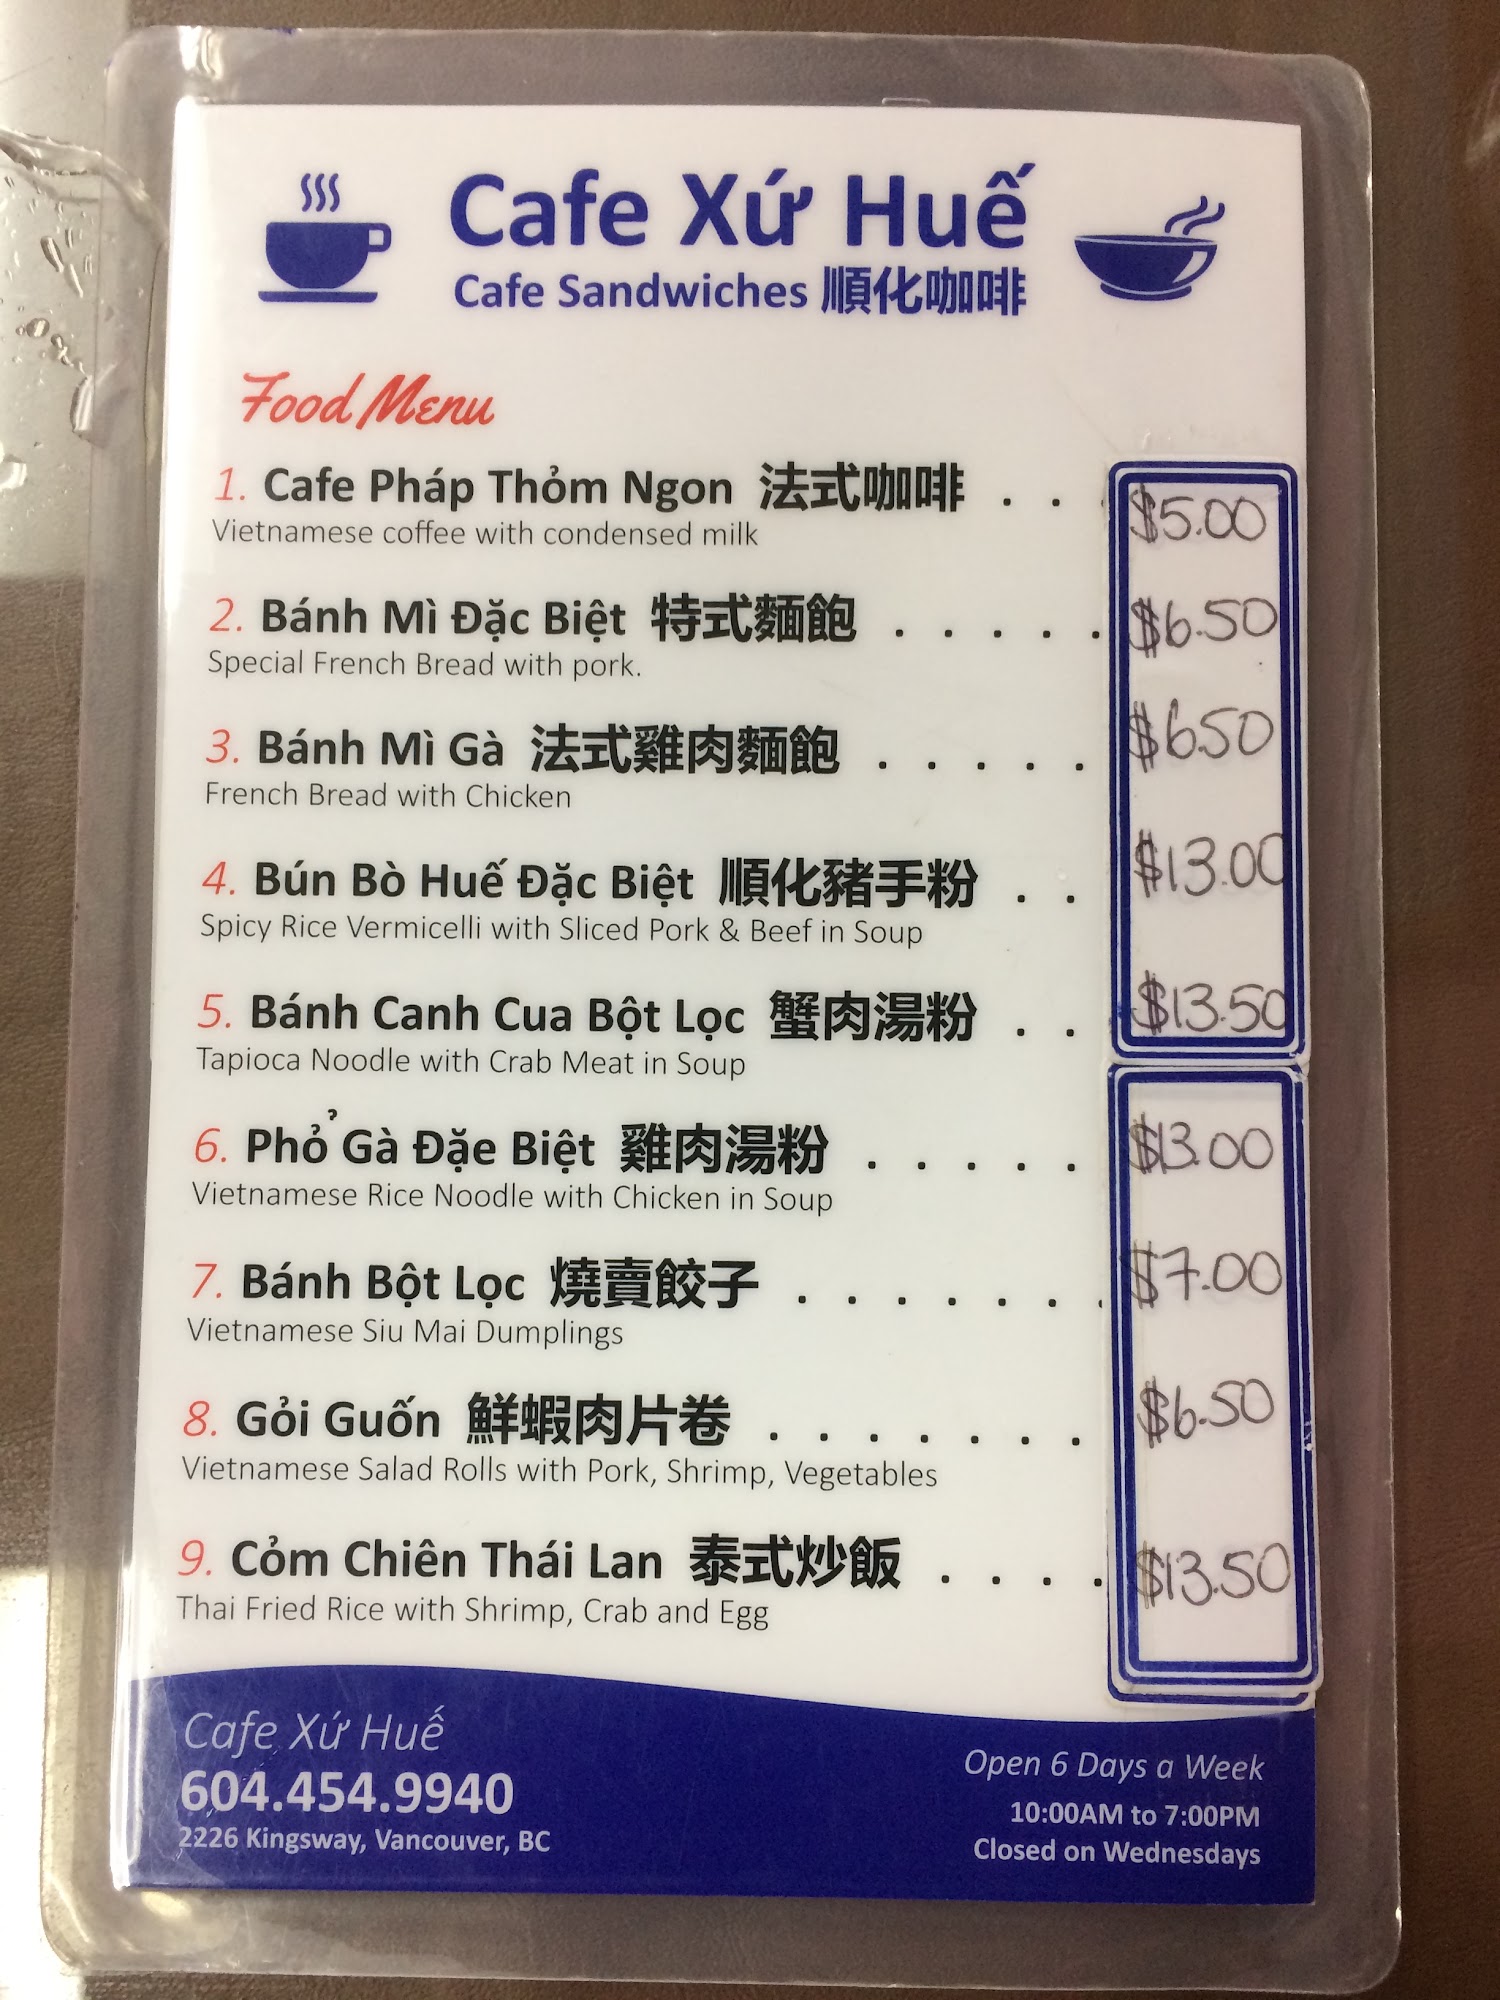 Cafe Xứ Huế
Cafe Sandwiches 順化咖啡
Food Menu
1. Cafe Pháp Thỏm Ngon 法式咖啡 . . $5.00
Vietnamese coffee with condensed milk
2. Bánh Mì Đặc Biệt 特式麵飽 . . . . . $6.50
Special French Bread with pork.
3. Bánh Mì Gà 法式雞肉麵飽 . . . . . $6.50
French Bread with Chicken
4. Bún Bò Huế Đặc Biệt 順化豬手粉 . . $13.00
Spicy Rice Vermicelli with Sliced Pork & Beef in Soup
5. Bánh Canh Cua Bột Lọc 蟹肉湯粉 . . $13.50
Tapioca Noodle with Crab Meat in Soup
6. Phỏ̉ Gà Đặe Biệt 雞肉湯粉 . . . . . $13.00
Vietnamese Rice Noodle with Chicken in Soup
7. Bánh Bột Lọc 燒賣餃子 . . . . . . . $7.00
Vietnamese Siu Mai Dumplings
8. Gỏi Guốn 鮮蝦肉片卷 . . . . . . . $6.50
Vietnamese Salad Rolls with Pork, Shrimp, Vegetables
9. Cỏm Chiên Thái Lan 泰式炒飯 . . . . $13.50
Thai Fried Rice with Shrimp, Crab and Egg
Cafe Xứ Huế
604.454.9940
2226 Kingsway, Vancouver, BC
Open 6 Days a Week
10:00AM to 7:00PM
Closed on Wednesdays